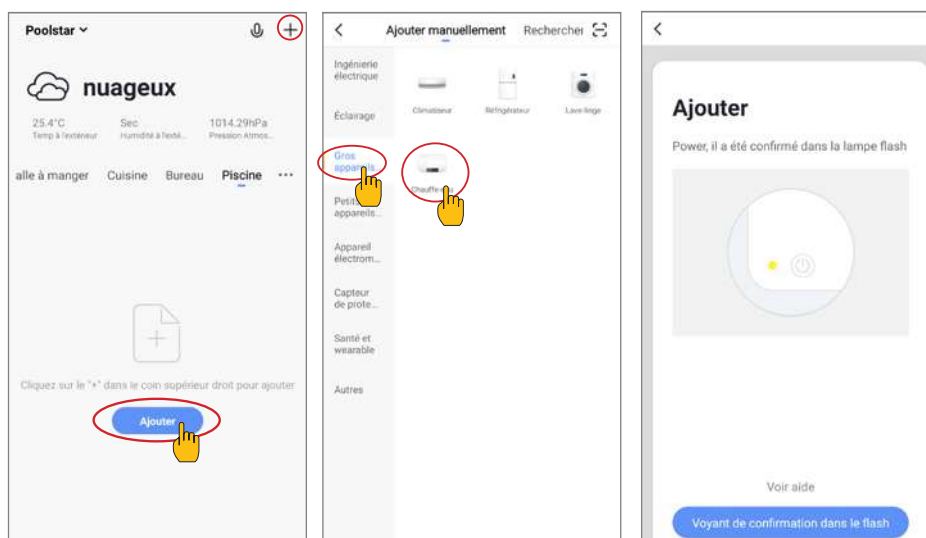 Poolstar
nuageux
25.4°C Sec 1014.29hPa
Temp à l'extérieur Humidité à l'exté... Pression Atmos...
alle à manger Cuisine Bureau Piscine ...
Cliquez sur le "+" dans le coin supérieur droit pour ajouter
Ajouter
Ajouter manuellement Rechercher
Ingénierie
électrique
Éclairage
Gros
appareils
Petits
appareils...
Appareil
électrom...
Capteur
de prote...
Santé et
wearable
Autres
Climatiseur Réfrigérateur Lave-linge
Chauffe-eau
Ajouter
Power, il a été confirmé dans la lampe flash
Voir aide
Voyant de confirmation dans le flash